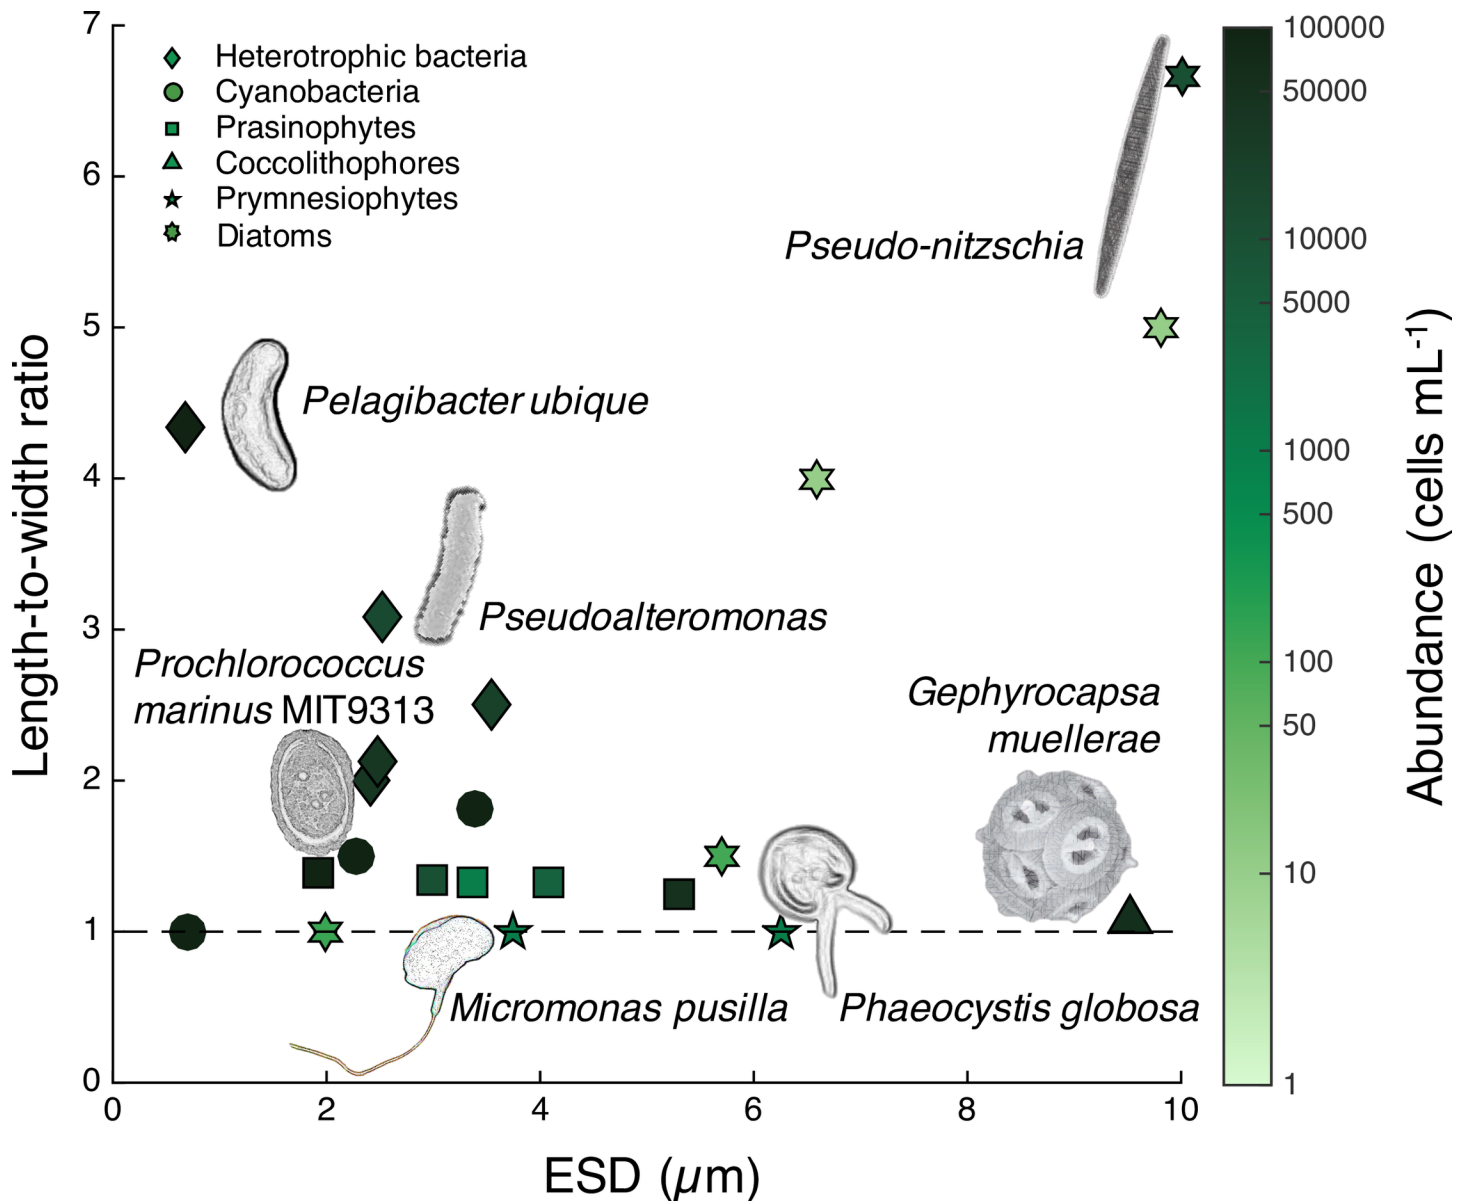 7
6
5
4
3
2
1
0
Length-to-width ratio
Heterotrophic bacteria
Cyanobacteria
Prasinophytes
Coccolithophores
Prymnesiophytes
Diatoms
Pseudo-nitzschia
Pelagibacter ubique
Pseudoalteromonas
Prochlorococcus
marinus MIT9313
Gephyrocapsa
muellerae
Micromonas pusilla
Phaeocystis globosa
0 2 4 6 8 10
ESD (µm)
100000
50000
10000
5000
1000
500
100
50
10
1
Abundance (cells mL⁻¹)